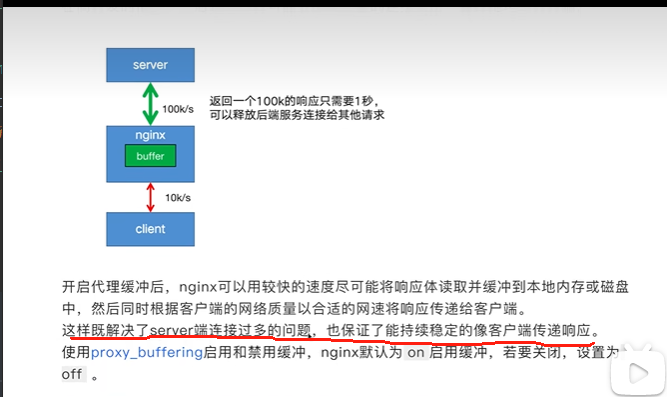 server
100k/s
返回一个100k的响应只需要1秒，
可以释放后端服务连接给其他请求
nginx
buffer
10k/s
client
开启代理缓冲后，nginx可以用较快的速度尽可能将响应体读取并缓冲到本地内存或磁盘
中，然后同时根据客户端的网络质量以合适的网速将响应传递给客户端。
这样既解决了server端连接过多的问题，也保证了能持续稳定的像客户端传递响应。
使用proxy_buffering启用和禁用缓冲，nginx默认为 on 启用缓冲，若要关闭，设置为
off 。